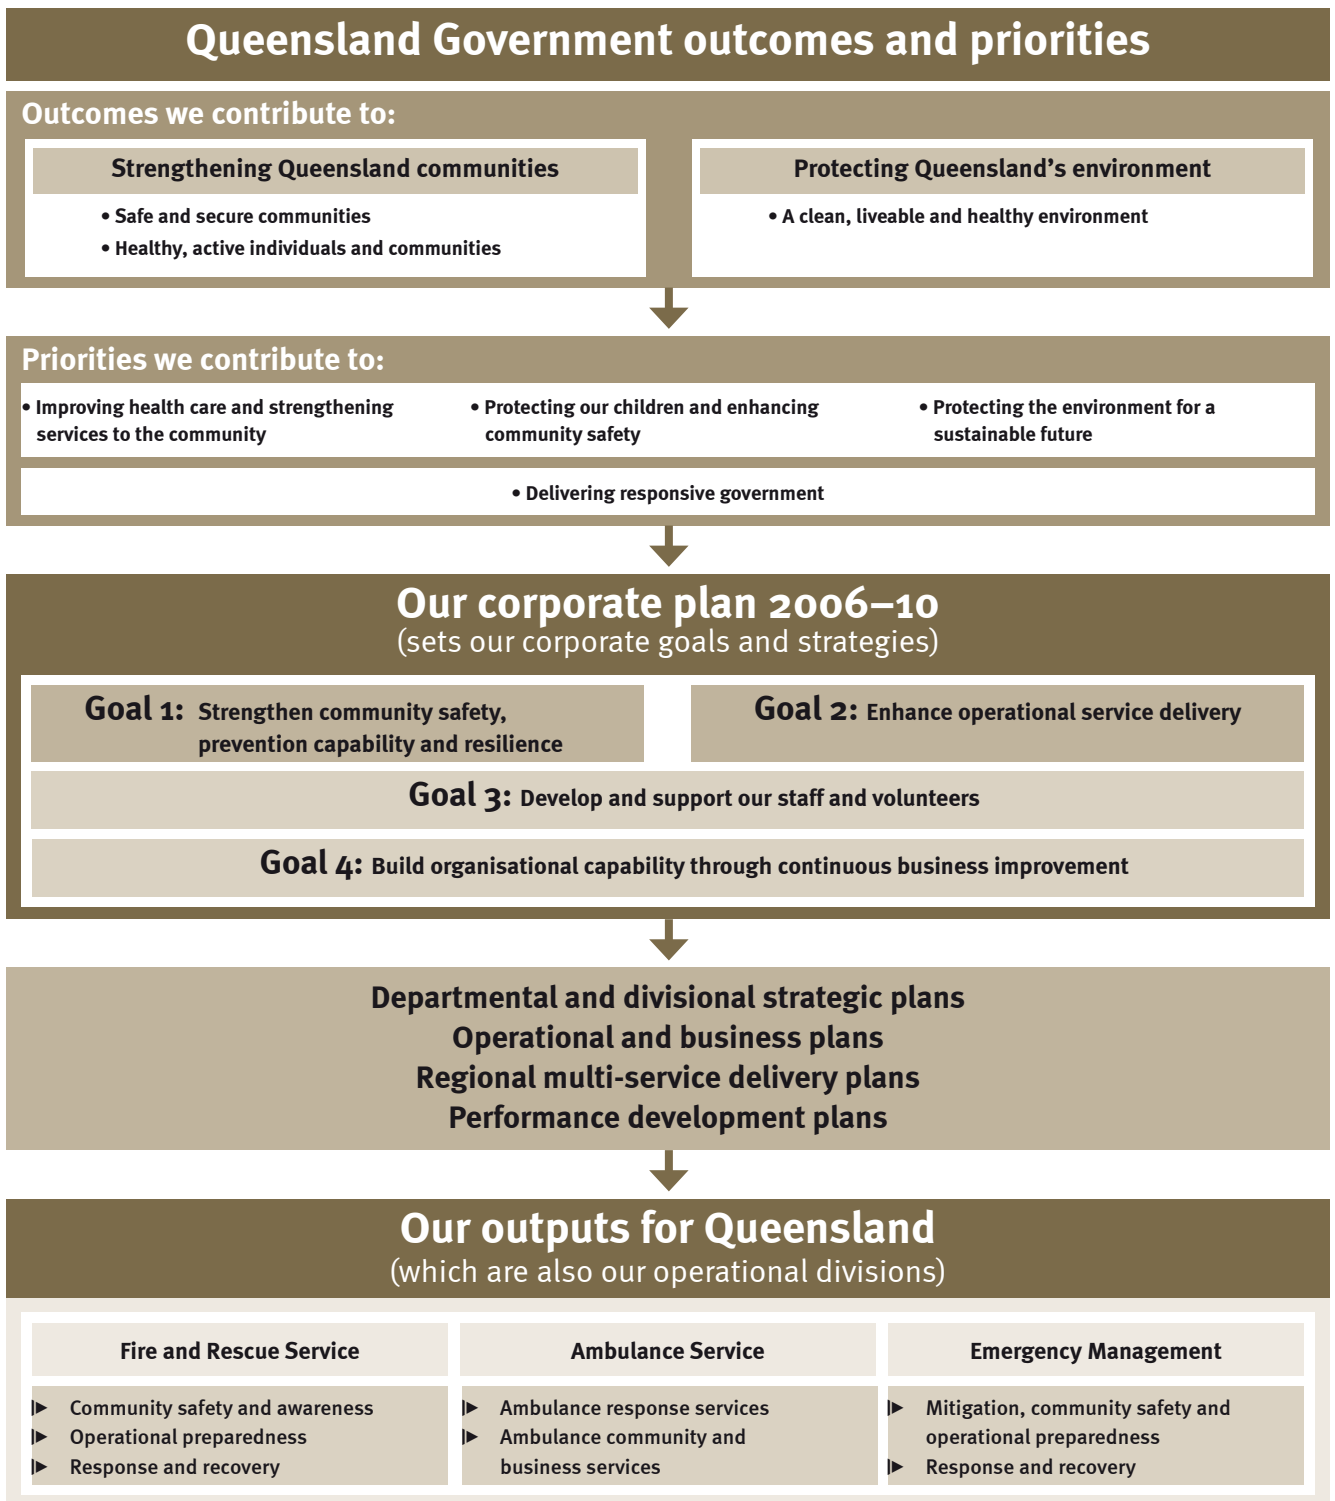 Queensland Government outcomes and priorities
Outcomes we contribute to:
Strengthening Queensland communities
• Safe and secure communities
• Healthy, active individuals and communities
Protecting Queensland’s environment
• A clean, liveable and healthy environment
Priorities we contribute to:
• Improving health care and strengthening
services to the community
• Protecting our children and enhancing
community safety
• Protecting the environment for a
sustainable future
• Delivering responsive government
Our corporate plan 2006–10
(sets our corporate goals and strategies)
Goal 1: Strengthen community safety,
prevention capability and resilience
Goal 2: Enhance operational service delivery
Goal 3: Develop and support our staff and volunteers
Goal 4: Build organisational capability through continuous business improvement
Departmental and divisional strategic plans
Operational and business plans
Regional multi-service delivery plans
Performance development plans
Our outputs for Queensland
(which are also our operational divisions)
Fire and Rescue Service
Community safety and awareness
Operational preparedness
Response and recovery
Ambulance Service
Ambulance response services
Ambulance community and
business services
Emergency Management
Mitigation, community safety and
operational preparedness
Response and recovery